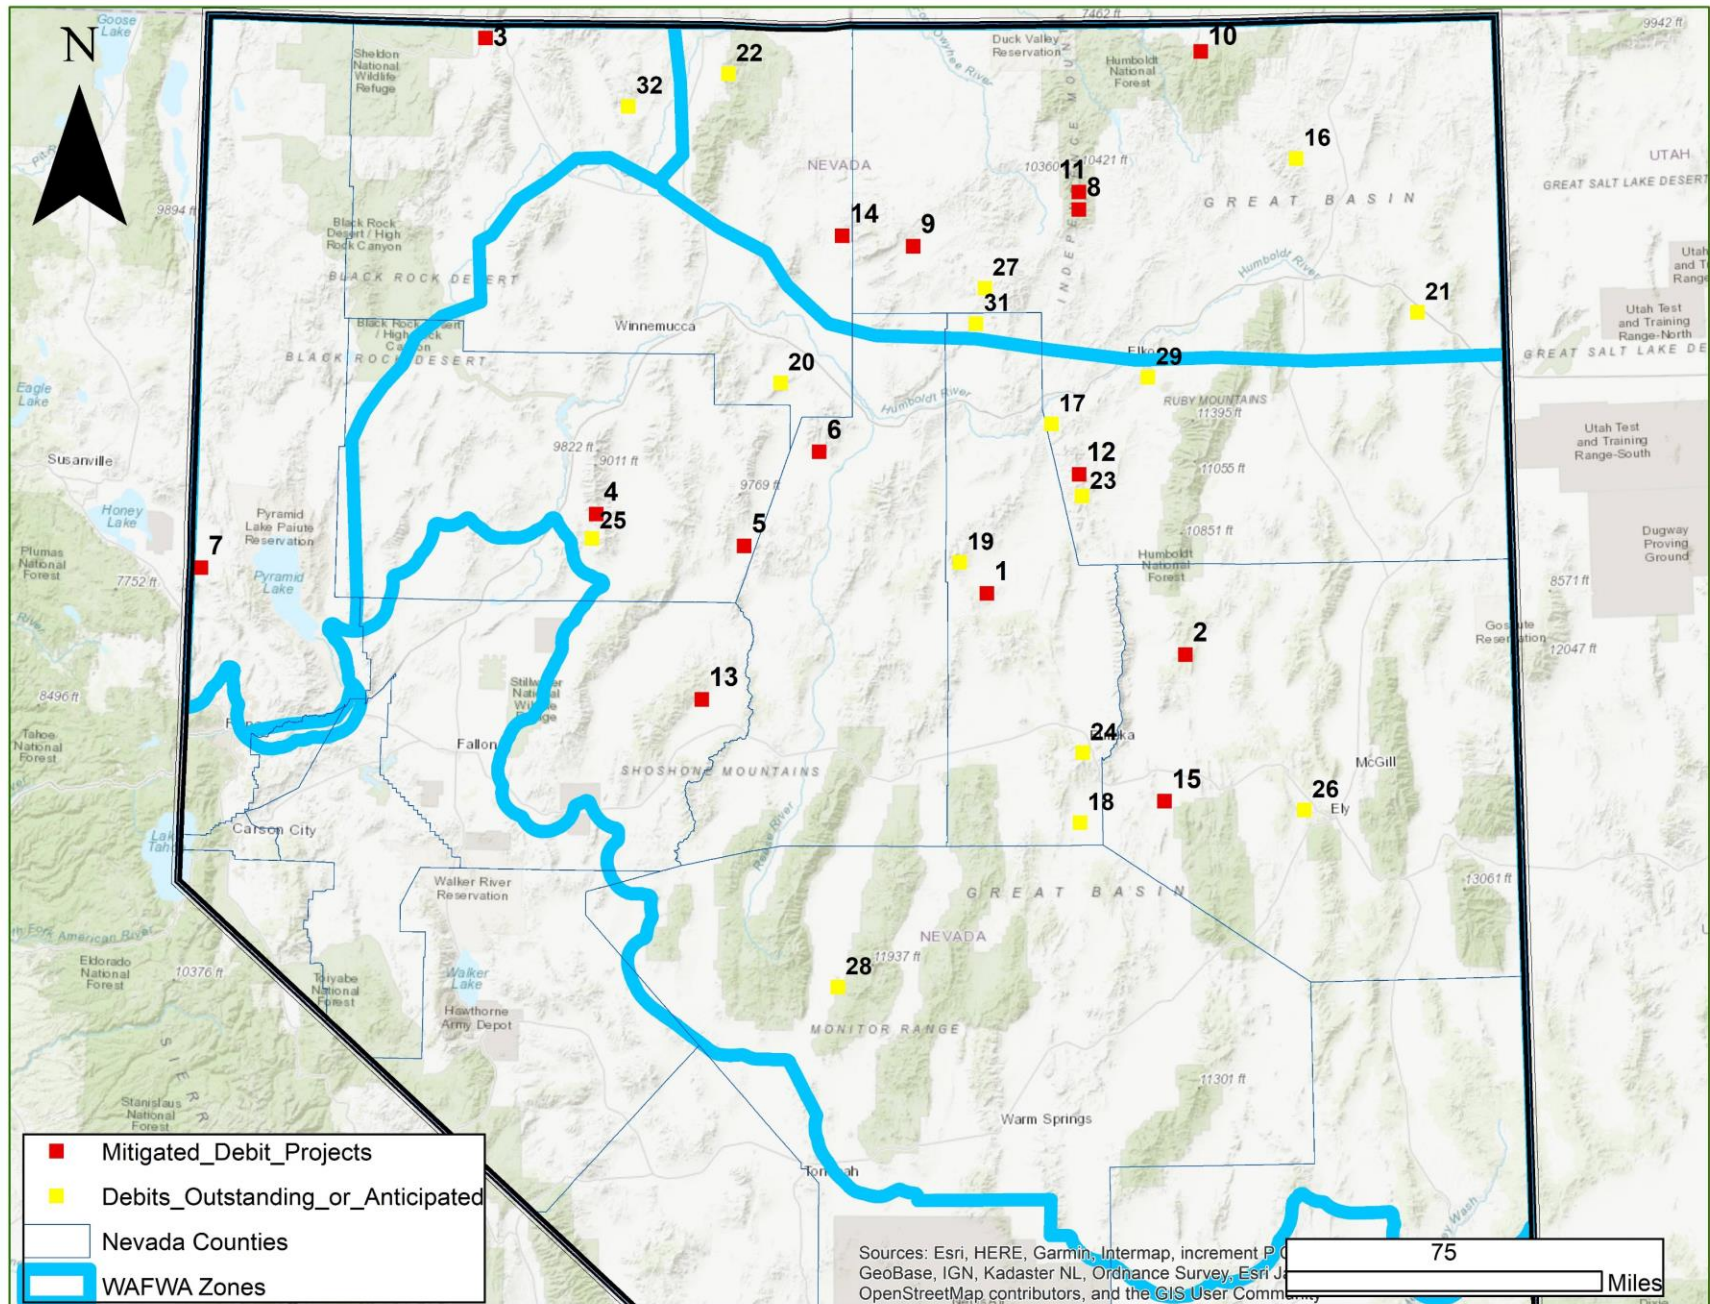 Goose
Lake
7462 ft
9942 ft
N
3
Sheldon
National
Wildlife
Refuge
22
32
Owyhee River
Duck Valley
Reservation
Humboldt
National
Forest
10
NEVADA
10360
10421 ft
16
UTAH
GREAT SALT LAKE DESERT
11
8
GREAT BASIN
9894 ft
Black Rock
Desert / High
Rock Canyon
14
9
INDEPENDENCE MOUN
BLACK ROCK DESERT
27
Humboldt River
21
31
Utah Test
and Training
Range-North
Black Rock Desert
/ High Rock
Canyon
Winnemucca
BLACK ROCK DESERT
Elko
GREAT SALT LAKE DE
20
29
Eagle
Lake
Humboldt River
RUBY MOUNTAINS
11395 ft
17
6
Utah Test
and Training
Range-South
Susanville
9822 ft
9011 ft
12
11055 ft
23
9769 ft
4
25
5
Honey
Lake
Pyramid
Lake Paiute
Reservation
10851 ft
Dugway
Proving
Ground
7
Plumas
National
Forest
7752 ft
Pyramid
Lake
19
1
Humboldt
National
Forest
8571 ft
River
2
Goshute
Reservation
12047 ft
8496 ft
13
Stillwater
National
Wildlife
Refuge
Tahoe
National
Forest
Fallon
24
Eureka
SHOSHONE MOUNTAINS
McGill
15
26
Ely
18
Carson City
Lake
Tahoe
Reese River
Walker River
Reservation
GREAT BASIN
13061 ft
Fork American River
NEVADA
Eldorado
National
Forest
10376 ft
28
11937 ft
Toiyabe
National
Forest
Walker
Lake
Hawthorne
Army Depot
MONITOR RANGE
SIERR
11301 ft
Stanislaus
National
Forest
Warm Springs
Tonopah
Mitigated_Debit_Projects
Debits_Outstanding_or_Anticipated
Nevada Counties
WAFWA Zones
Wash
Sources: Esri, HERE, Garmin, Intermap, increment P
GeoBase, IGN, Kadaster NL, Ordnance Survey, Esri
OpenStreetMap contributors, and the GIS User Community
75
Miles